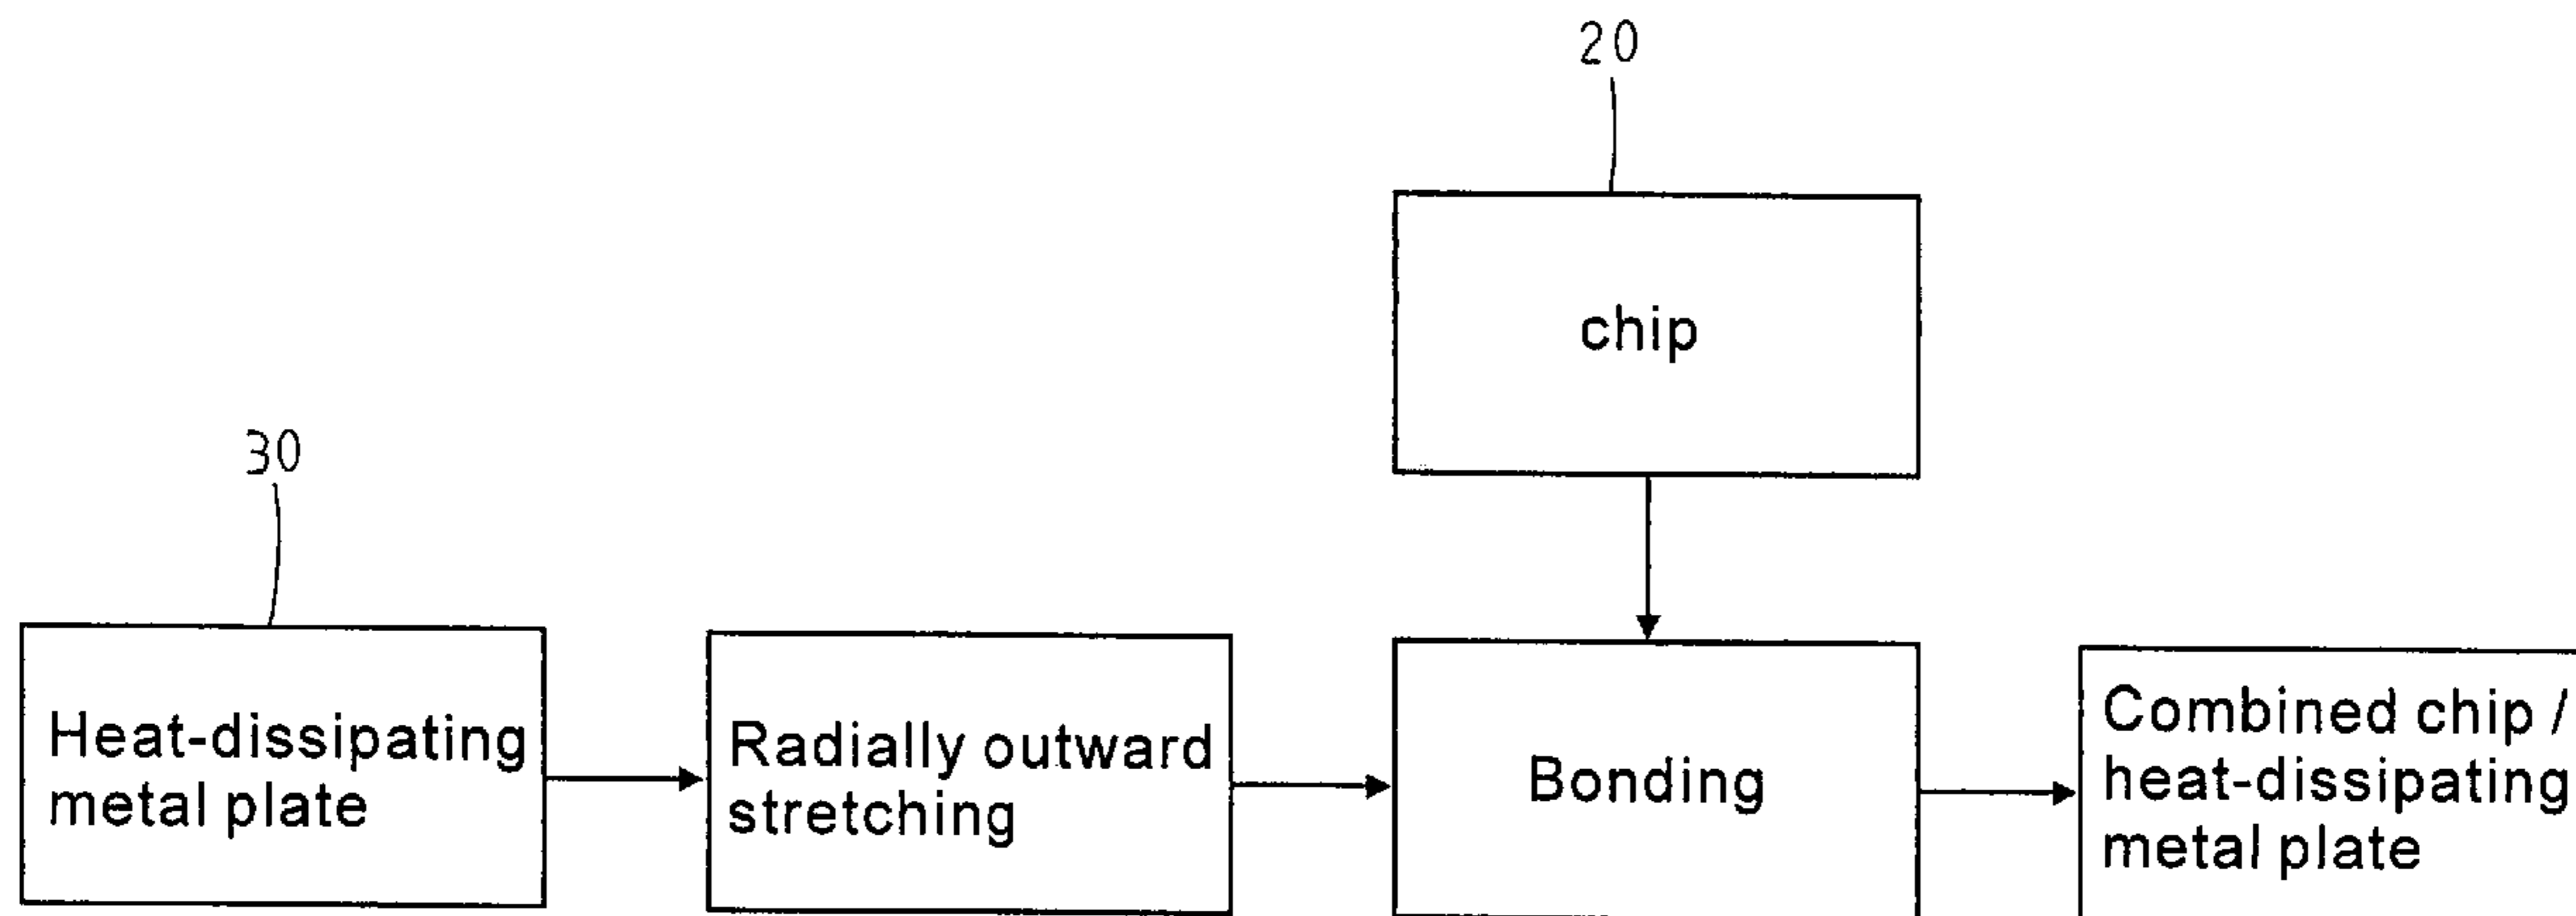 20
chip
30
Heat-dissipating
metal plate
Radially outward
stretching
Bonding
Combined chip /
heat-dissipating
metal plate